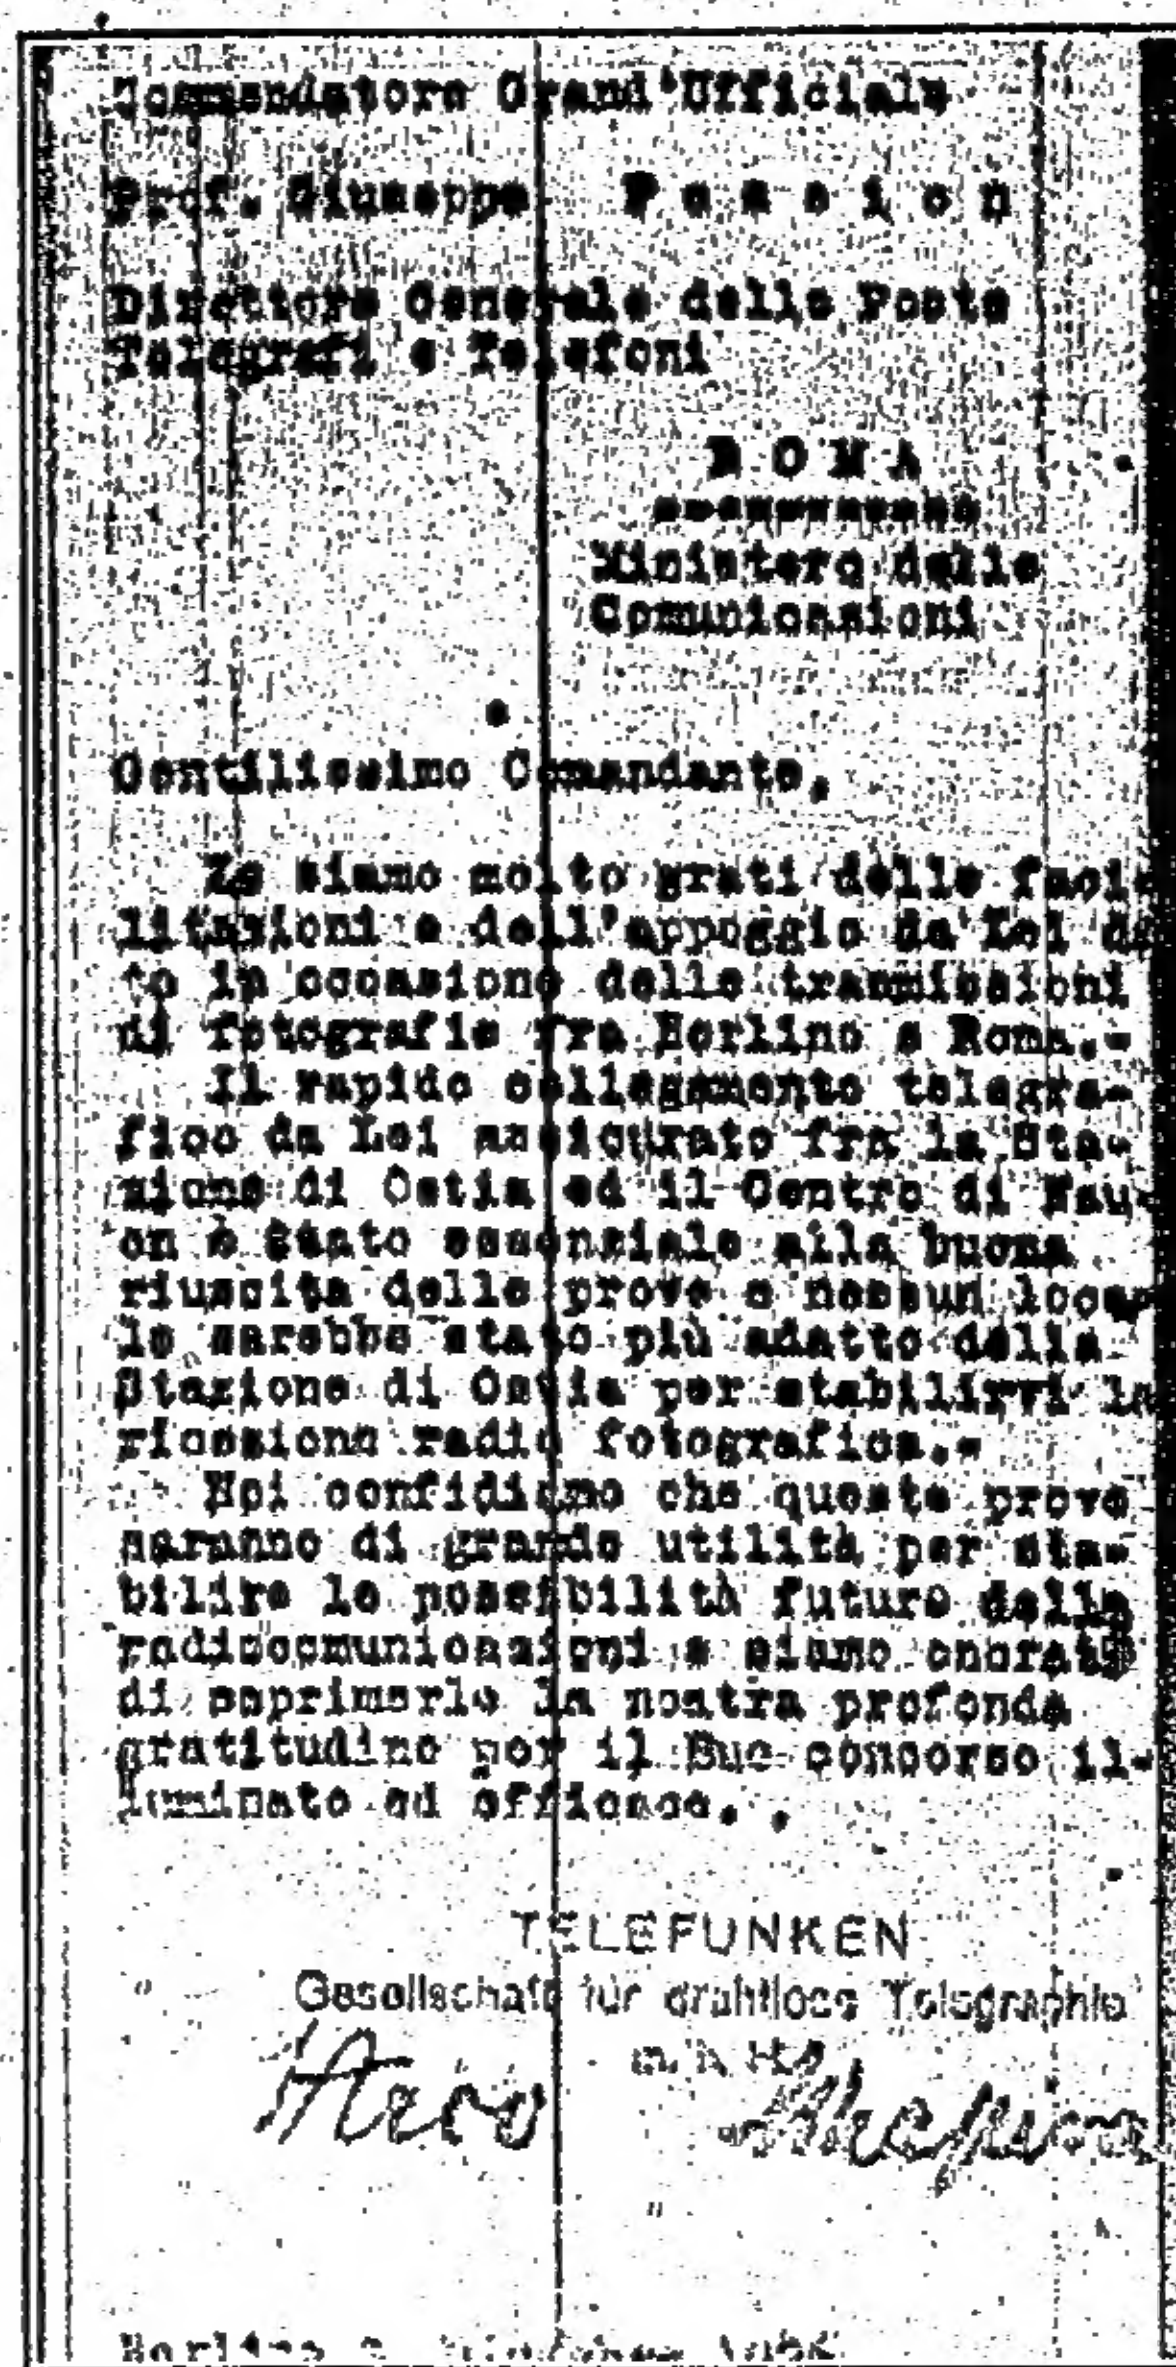 Commendatore Grand'Ufficiale
Prof. Giuseppe Pession
Direttore Generale delle Poste
Telegrafi e Telefoni
ROMA
Ministero delle
Comunicazioni
Gentilissimo Comandante,
Le siamo molto grati delle faci-
litazioni e dell'appoggio da Lei da
to in occasione delle trasmissioni
di fotografie fra Berlino e Roma.-
Il rapido collegamento telegra-
fico da Lei assicurato fra la Sta-
zione di Ostia ed il Centro di Nau-
en è stato essenziale alla buona
riuscita delle prove e nessun loca-
le sarebbe stato più adatto della
Stazione di Ostia per stabilirvi la
ricezione radio fotografica.-
Noi confidiamo che queste prove
saranno di grande utilità per sta-
bilire le possibilità future delle
radiocomunicazioni e siamo onorati
di esprimerle la nostra profonda
gratitudine per il Suo concorso il-
luminato ed efficace.
TELEFUNKEN
Gesellschaft für drahtlose Telegraphie
m. b. H.
Arco
Berlino